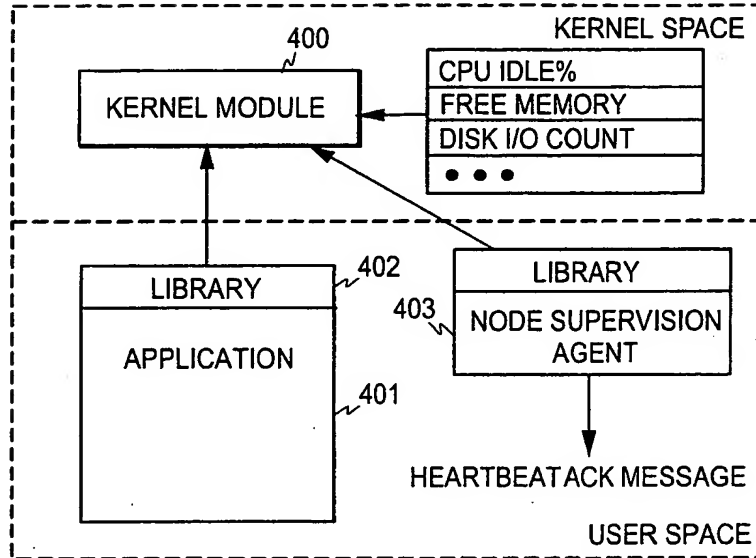 KERNEL SPACE
400
KERNEL MODULE
CPU IDLE%
FREE MEMORY
DISK I/O COUNT
● ● ●
402
LIBRARY
APPLICATION
401
LIBRARY
403
NODE SUPERVISION
AGENT
HEARTBEATACK MESSAGE
USER SPACE